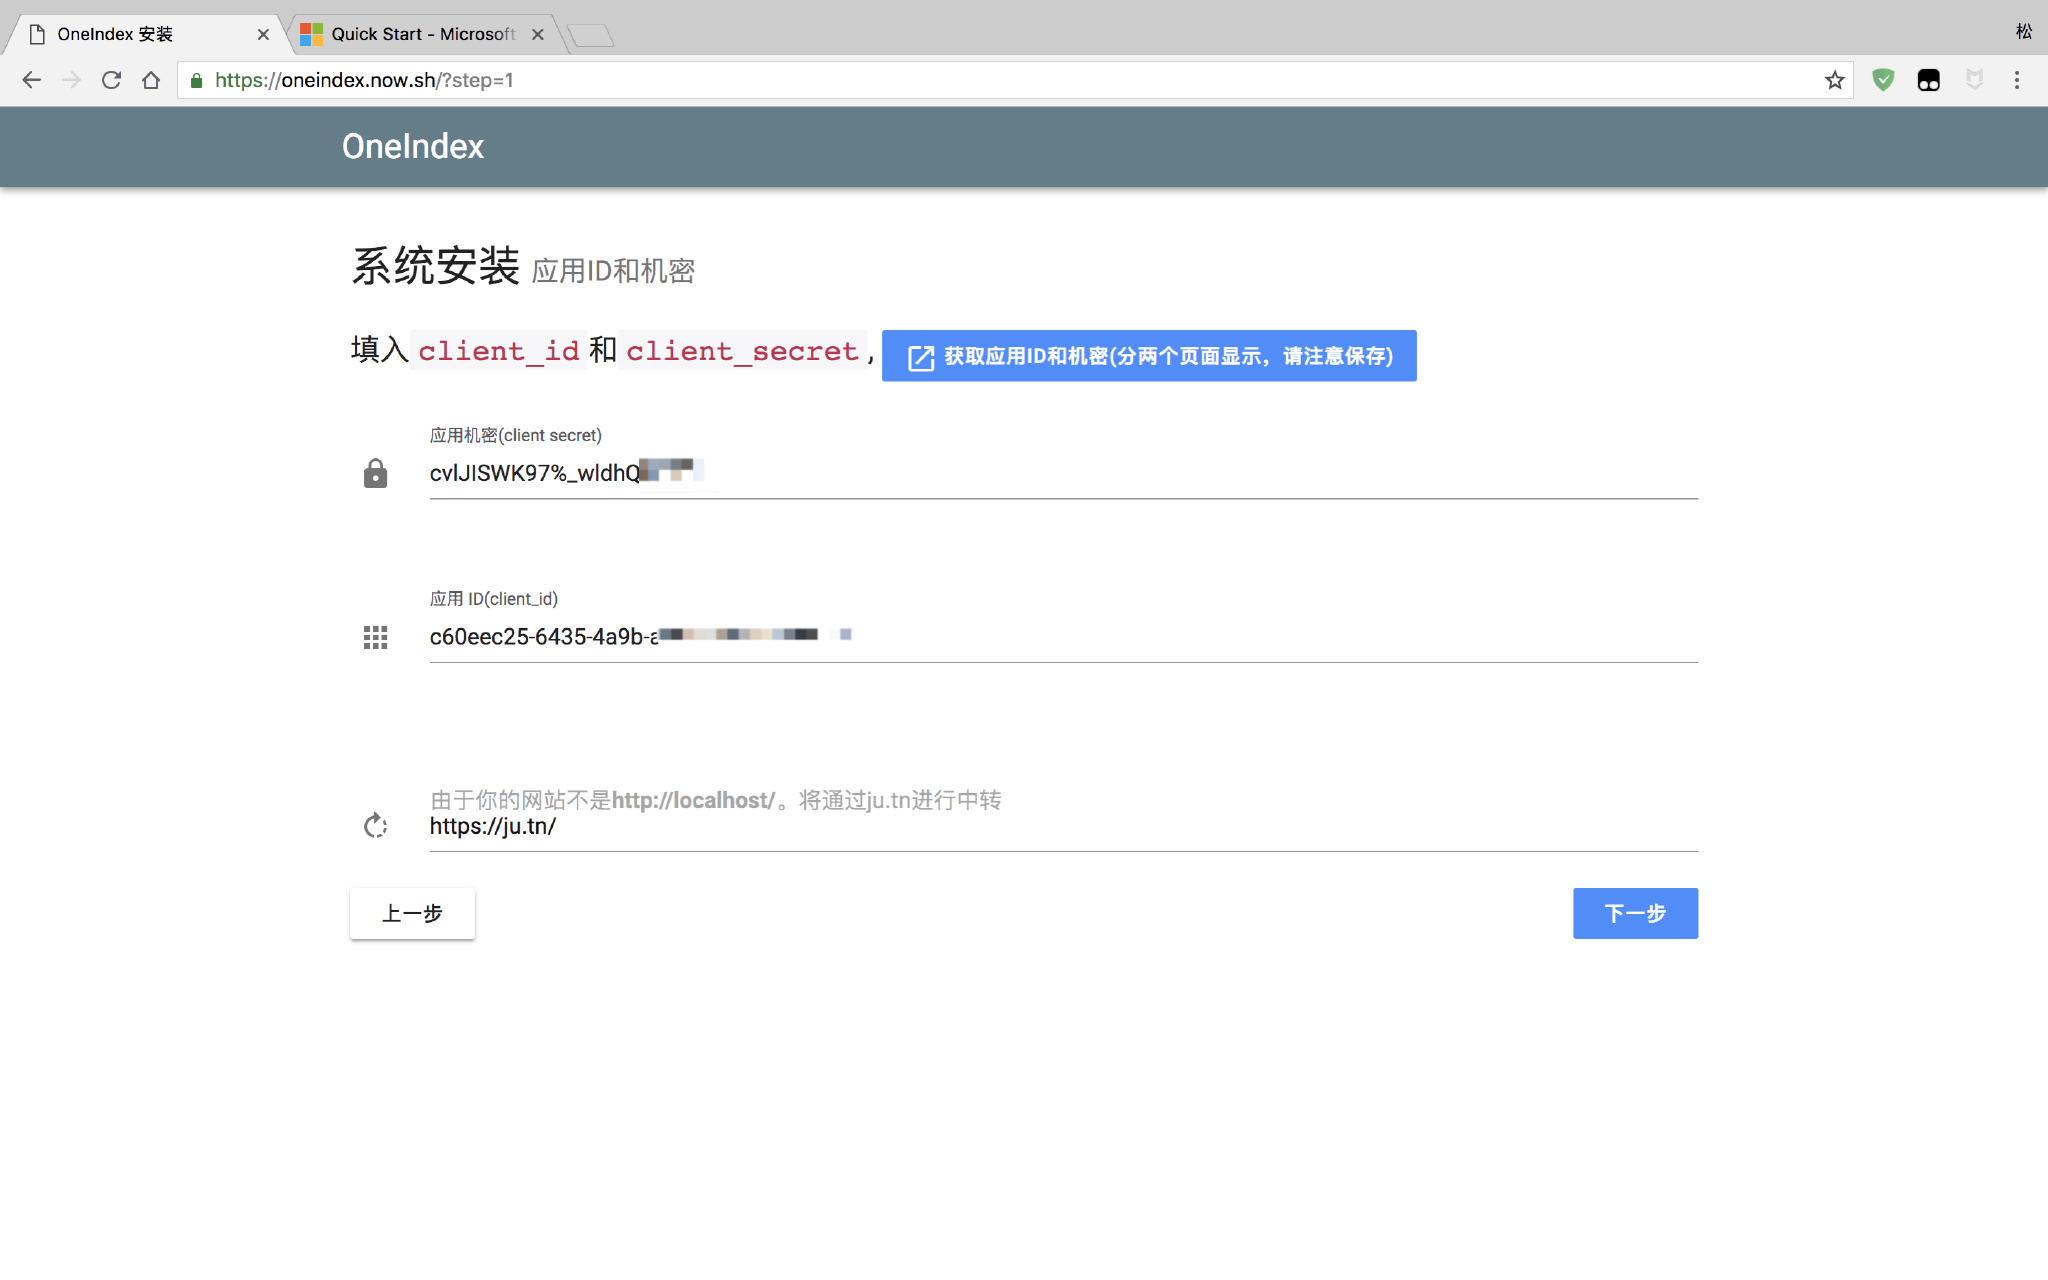 OneIndex 安装
Quick Start - Microsoft
松
https://oneindex.now.sh/?step=1
OneIndex
系统安装 应用ID和机密
填入 client_id 和 client_secret , 获取应用ID和机密(分两个页面显示，请注意保存)
应用机密(client secret)
cvlJISWK97%_wldhQ
应用 ID(client_id)
c60eec25-6435-4a9b-a
由于你的网站不是http://localhost/。将通过ju.tn进行中转
https://ju.tn/
上一步
下一步